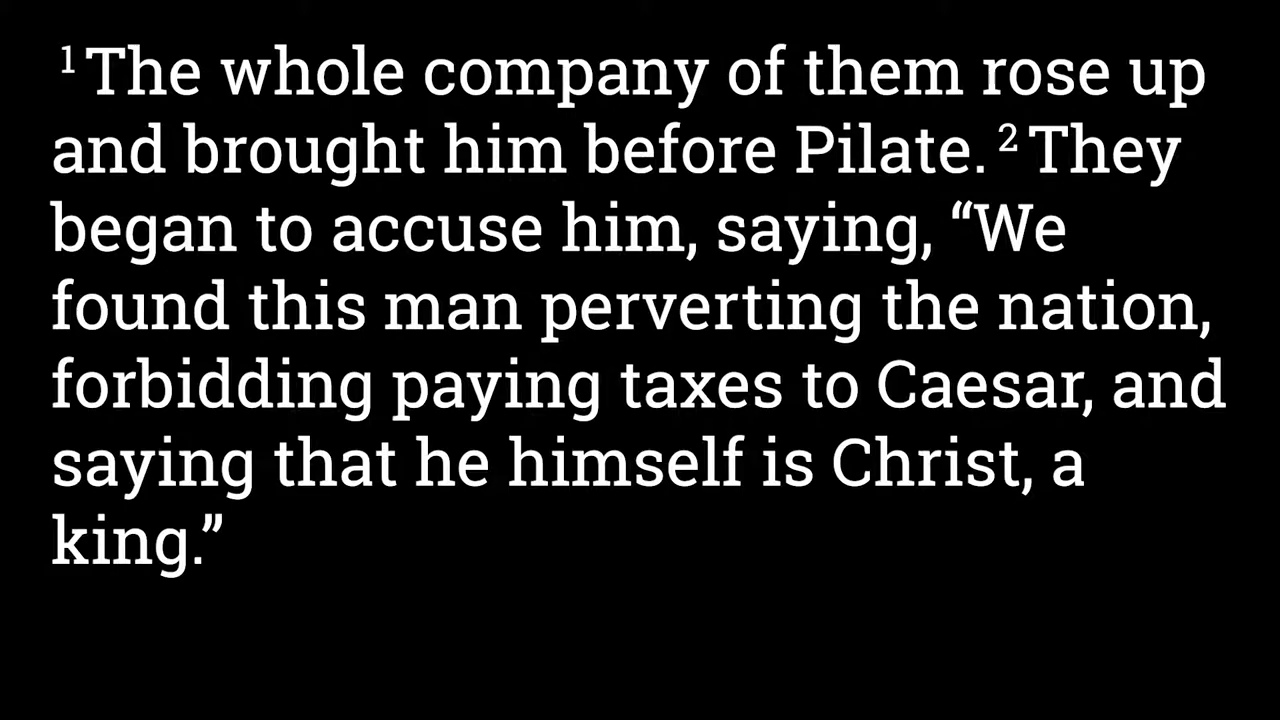 ¹ The whole company of them rose up
and brought him before Pilate. ² They
began to accuse him, saying, “We
found this man perverting the nation,
forbidding paying taxes to Caesar, and
saying that he himself is Christ, a
king.”